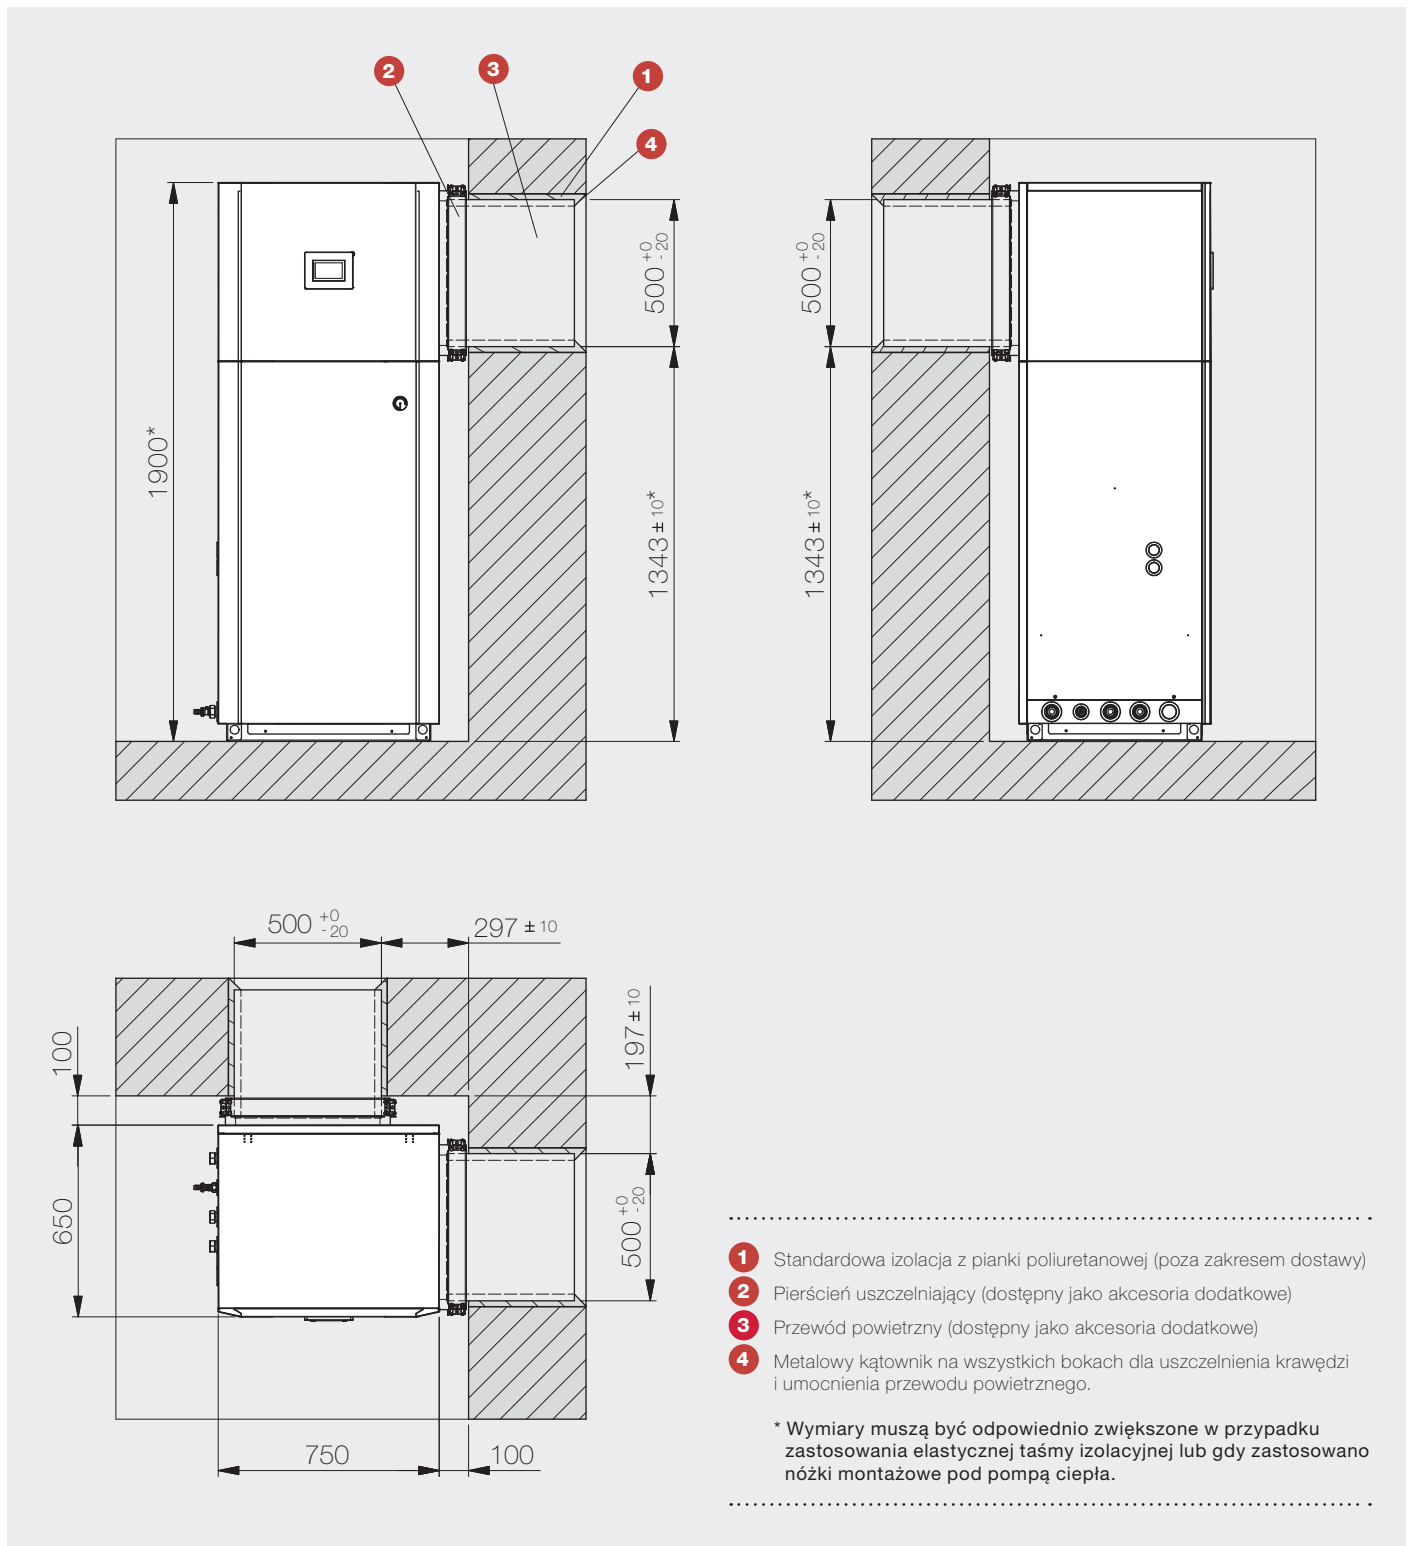 2
3
1
4
1900*
500 +0 -20
1343 ± 10*
500 +0 -20
1343 ± 10*
500 +0 -20
297 ± 10
100
650
197 ± 10
500 +0 -20
750
100
1 Standardowa izolacja z pianki poliuretanowej (poza zakresem dostawy)
2 Pierścień uszczelniający (dostępny jako akcesoria dodatkowe)
3 Przewód powietrzny (dostępny jako akcesoria dodatkowe)
4 Metalowy kątownik na wszystkich bokach dla uszczelnienia krawędzi
i umocnienia przewodu powietrznego.
* Wymiary muszą być odpowiednio zwiększone w przypadku
zastosowania elastycznej taśmy izolacyjnej lub gdy zastosowano
nóżki montażowe pod pompą ciepła.